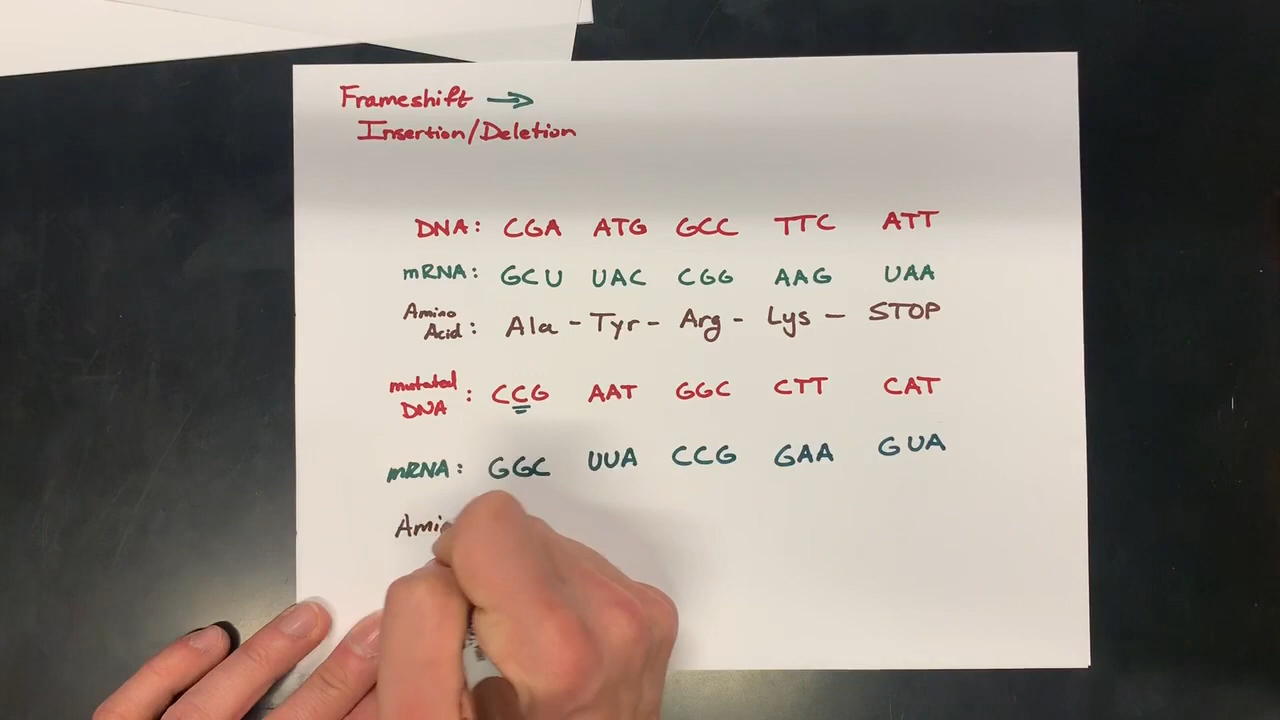 Frameshift →
Insertion/Deletion
DNA: CGA ATG GCC TTC ATT
mRNA: GCU UAC CGG AAG UAA
Amino Acid: Ala - Tyr - Arg - Lys - STOP
mutated DNA: CCG AAT GGC CTT CAT
mRNA: GGC UUA CCG GAA GUA
Amin